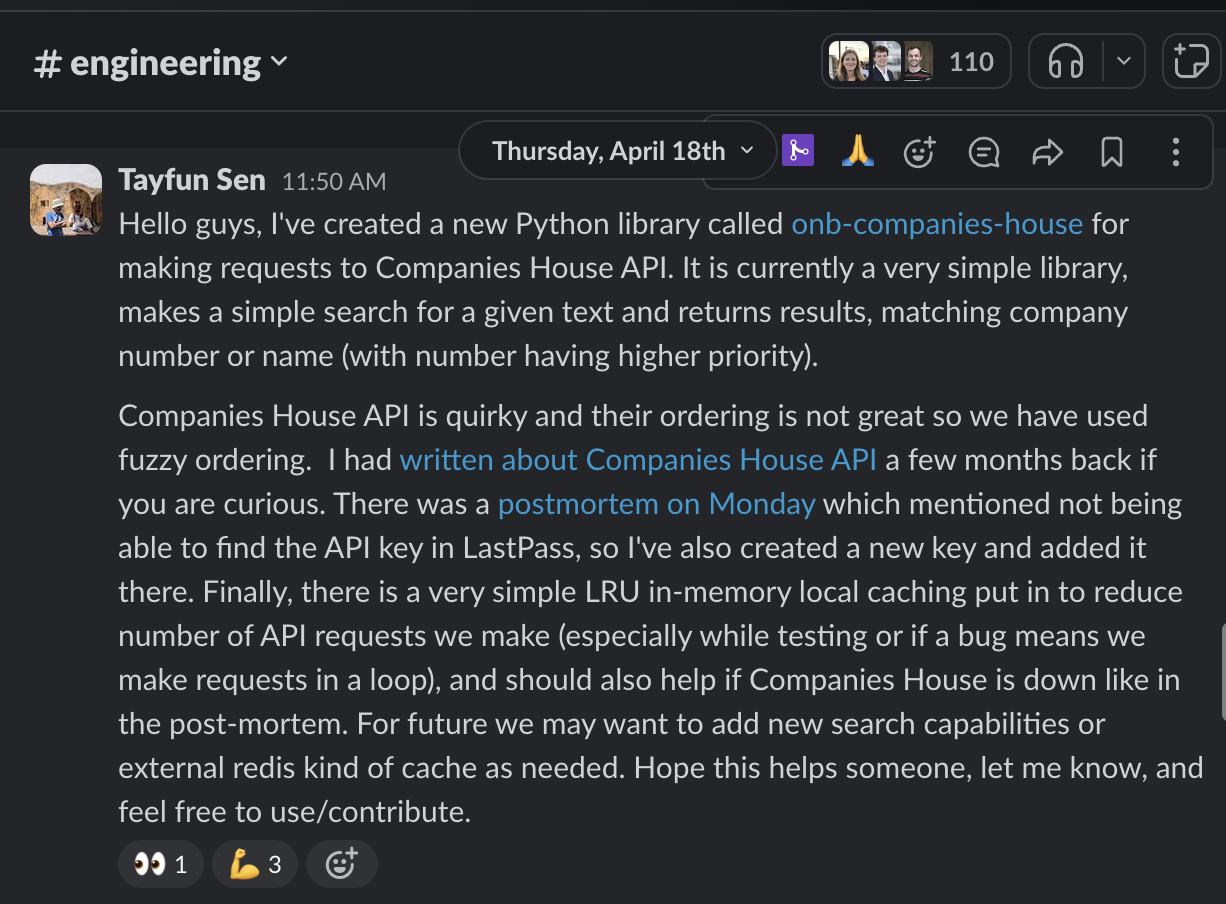 # engineering
110
Thursday, April 18th
Tayfun Sen 11:50 AM
Hello guys, I've created a new Python library called onb-companies-house for
making requests to Companies House API. It is currently a very simple library,
makes a simple search for a given text and returns results, matching company
number or name (with number having higher priority).
Companies House API is quirky and their ordering is not great so we have used
fuzzy ordering.  I had written about Companies House API a few months back if
you are curious. There was a postmortem on Monday which mentioned not being
able to find the API key in LastPass, so I've also created a new key and added it
there. Finally, there is a very simple LRU in-memory local caching put in to reduce
number of API requests we make (especially while testing or if a bug means we
make requests in a loop), and should also help if Companies House is down like in
the post-mortem. For future we may want to add new search capabilities or
external redis kind of cache as needed. Hope this helps someone, let me know, and
feel free to use/contribute.
👀 1 💪 3